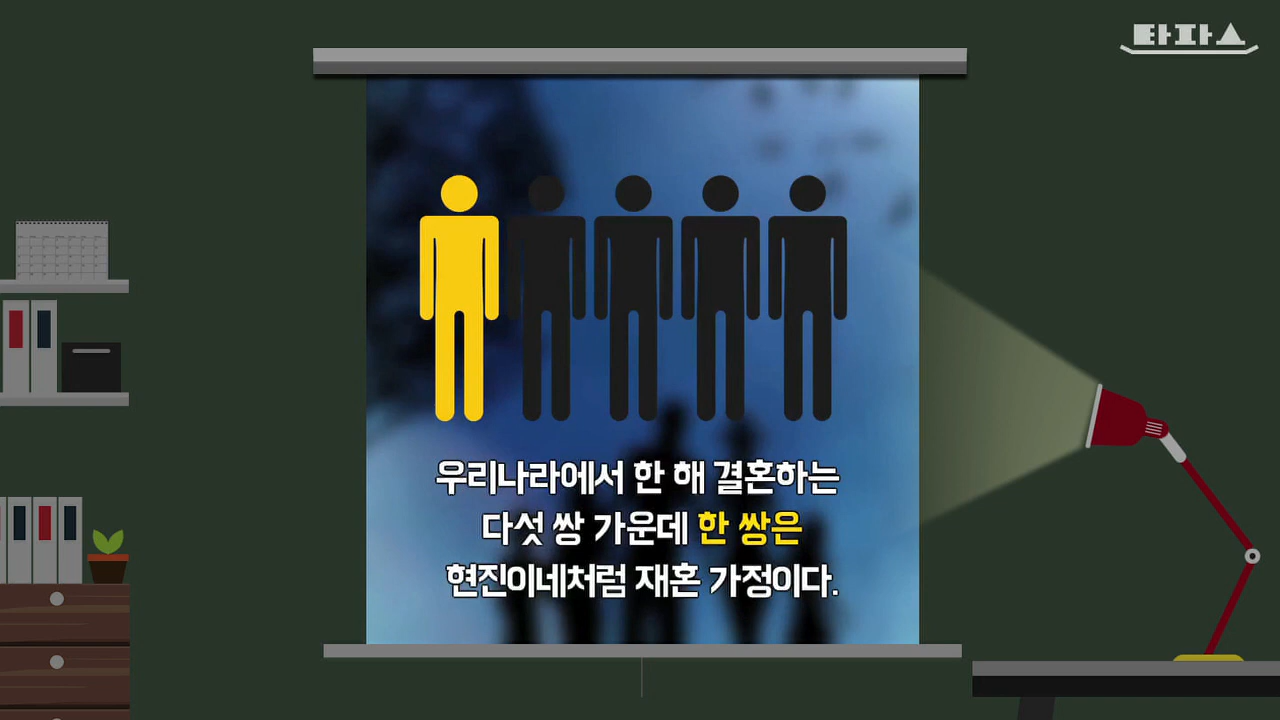 타파스
우리나라에서 한 해 결혼하는
다섯 쌍 가운데 한 쌍은
현진이네처럼 재혼 가정이다.